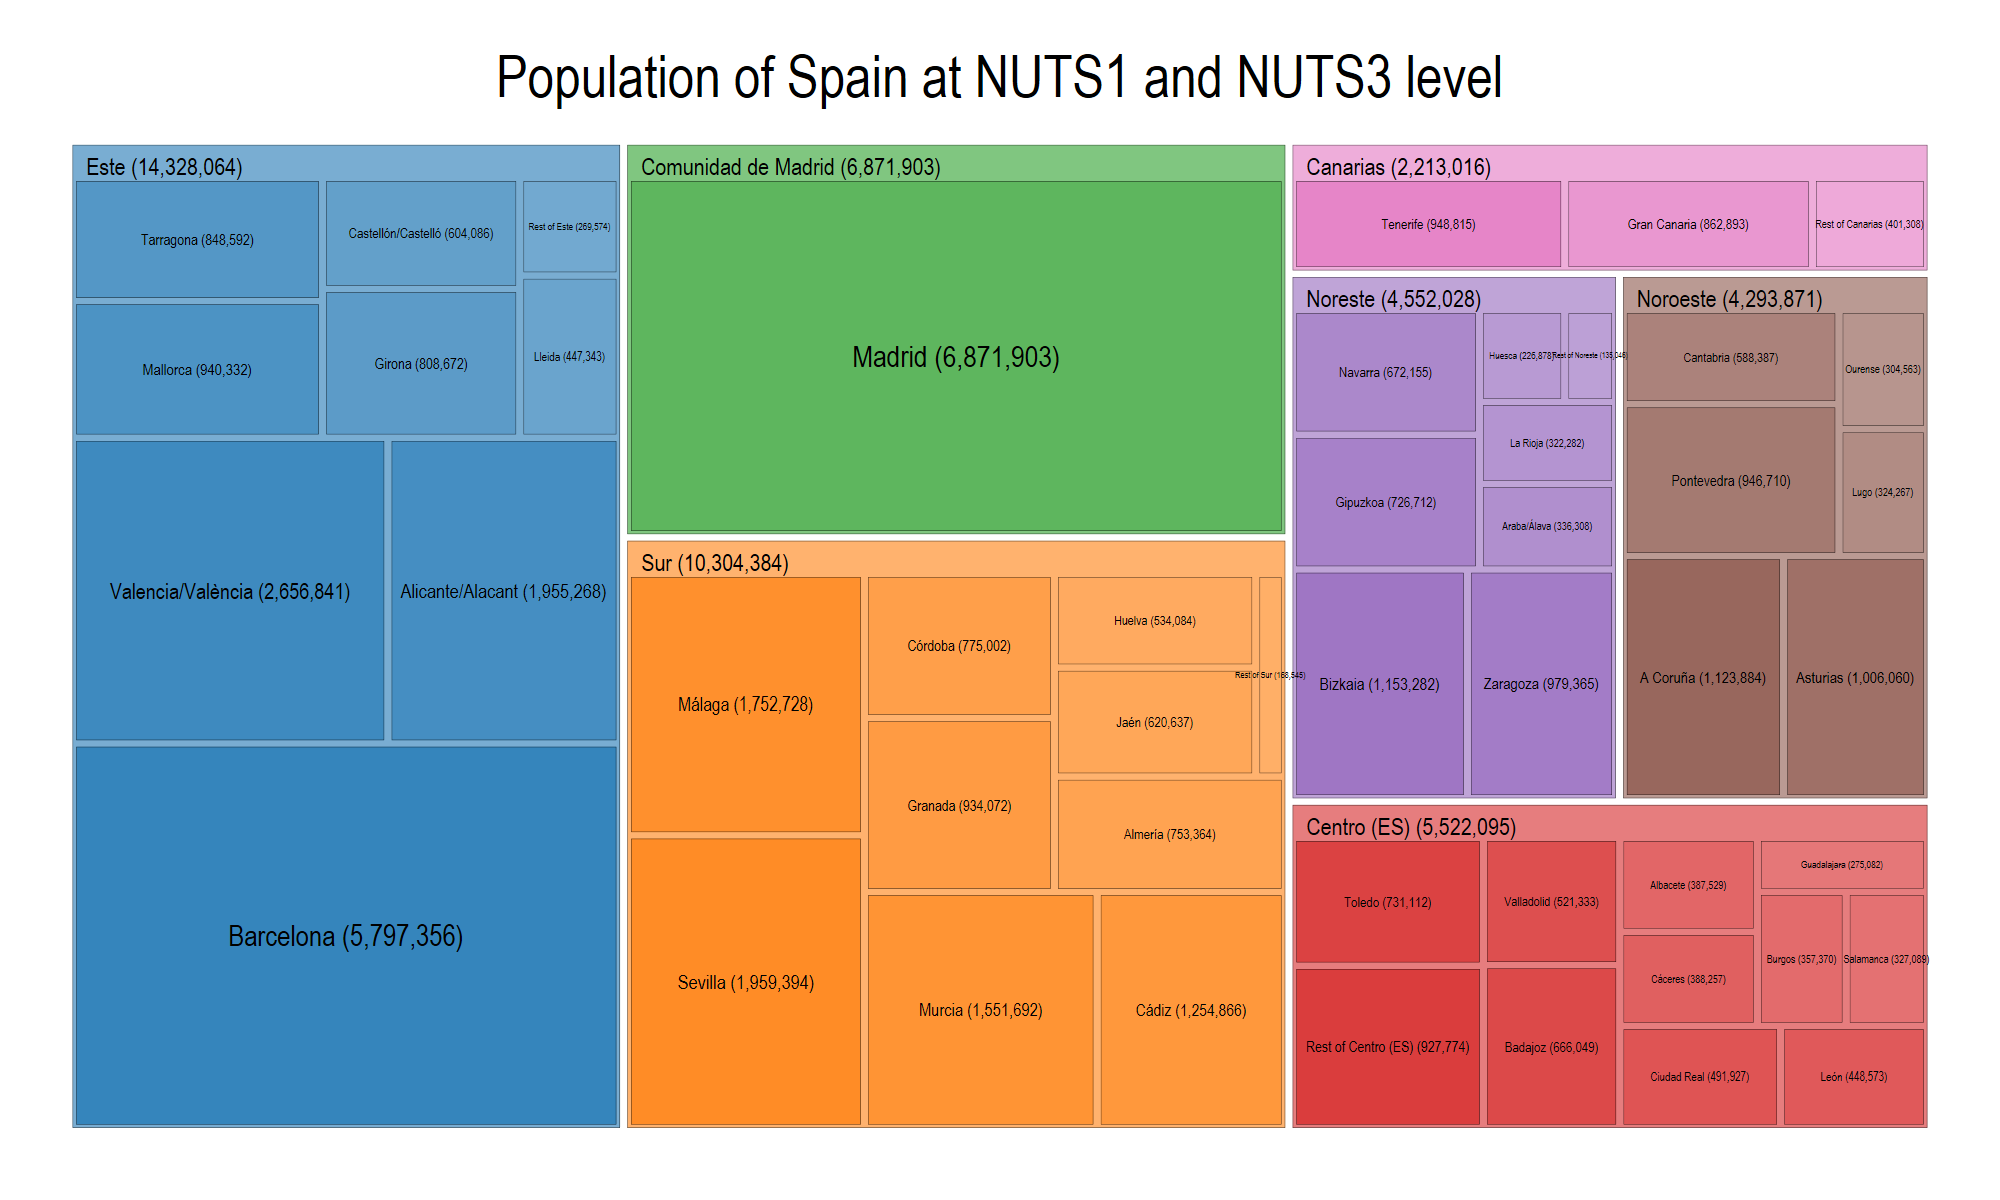 Population of Spain at NUTS1 and NUTS3 level
Este (14,328,064)
Tarragona (848,592)
Castellón/Castelló (604,086)
Rest of Este (269,574)
Mallorca (940,332)
Girona (808,672)
Lleida (447,343)
Valencia/València (2,656,841)
Alicante/Alacant (1,955,268)
Barcelona (5,797,356)
Comunidad de Madrid (6,871,903)
Madrid (6,871,903)
Sur (10,304,384)
Málaga (1,752,728)
Córdoba (775,002)
Huelva (534,084)
Rest of Sur (168,545)
Jaén (620,637)
Granada (934,072)
Almería (753,364)
Sevilla (1,959,394)
Murcia (1,551,692)
Cádiz (1,254,866)
Canarias (2,213,016)
Tenerife (948,815)
Gran Canaria (862,893)
Rest of Canarias (401,308)
Noreste (4,552,028)
Navarra (672,155)
Huesca (226,878)
Rest of Noreste (135,046)
La Rioja (322,282)
Gipuzkoa (726,712)
Araba/Álava (336,308)
Bizkaia (1,153,282)
Zaragoza (979,365)
Noroeste (4,293,871)
Cantabria (588,387)
Ourense (304,563)
Pontevedra (946,710)
Lugo (324,267)
A Coruña (1,123,884)
Asturias (1,006,060)
Centro (ES) (5,522,095)
Toledo (731,112)
Valladolid (521,333)
Albacete (387,529)
Guadalajara (275,082)
Cáceres (388,257)
Burgos (357,370)
Salamanca (327,089)
Rest of Centro (ES) (927,774)
Badajoz (666,049)
Ciudad Real (491,927)
León (448,573)